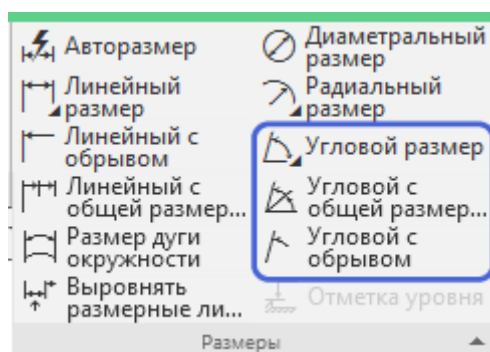 Авторазмер
Линейный
размер
Линейный с
обрывом
Линейный с
общей размер...
Размер дуги
окружности
Выровнять
размерные ли...
Диаметральный
размер
Радиальный
размер
Угловой размер
Угловой с
общей размер...
Угловой с
обрывом
Отметка уровня
Размеры